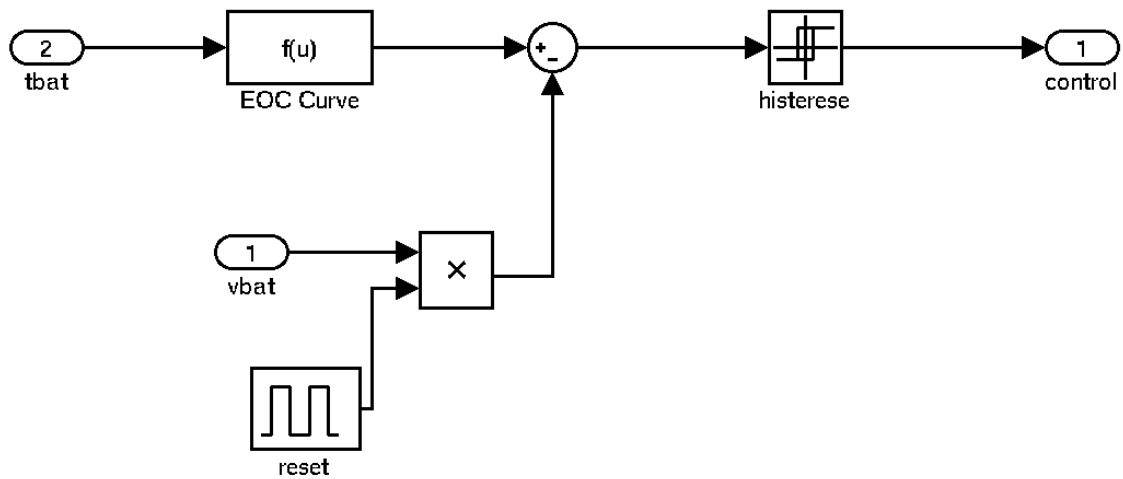 2
tbat
f(u)
EOC Curve
+
-
histerese
1
control
1
vbat
×
reset